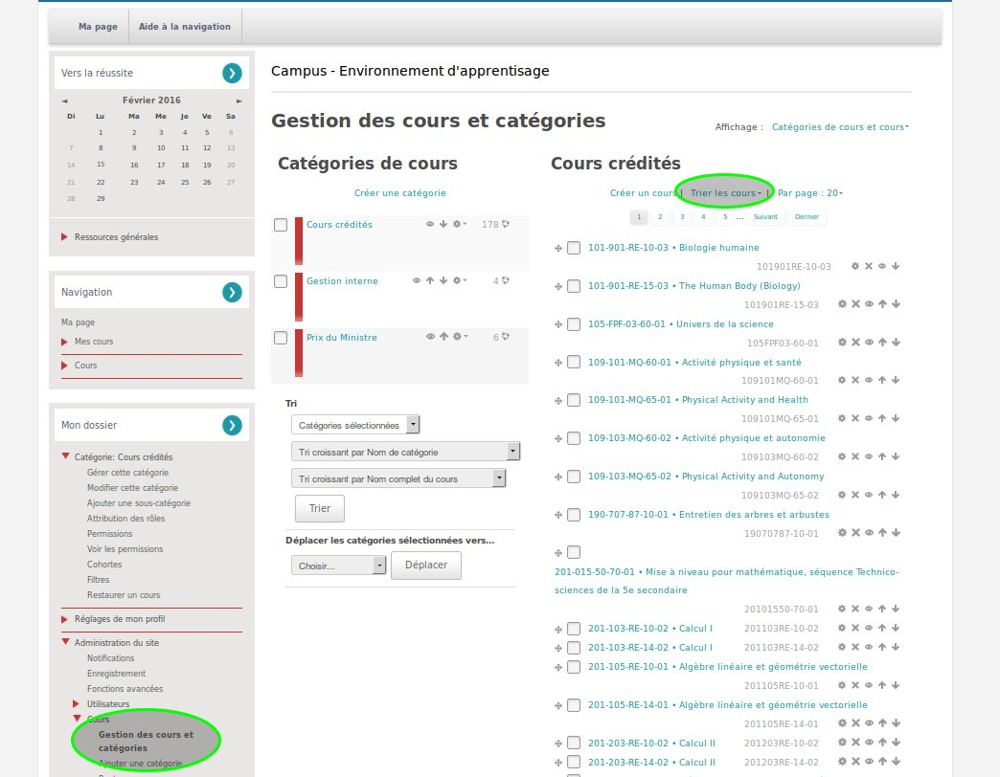 Ma page
Aide à la navigation
Vers la réussite
◄ Février 2016 ►
Di Lu Ma Me Je Ve Sa
1 2 3 4 5 6
7 8 9 10 11 12 13
14 15 16 17 18 19 20
21 22 23 24 25 26 27
28 29
Ressources générales
Navigation
Ma page
Mes cours
Cours
Mon dossier
Catégorie: Cours crédités
Gérer cette catégorie
Modifier cette catégorie
Ajouter une sous-catégorie
Attribution des rôles
Permissions
Voir les permissions
Cohortes
Filtres
Restaurer un cours
Réglages de mon profil
Administration du site
Notifications
Enregistrement
Fonctions avancées
Utilisateurs
Cours
Gestion des cours et
catégories
Ajouter une catégorie
Campus - Environnement d'apprentisage
Gestion des cours et catégories
Affichage : Catégories de cours et cours
Catégories de cours
Créer une catégorie
Cours crédités 178
Gestion interne 4
Prix du Ministre 6
Tri
Catégories sélectionnées
Tri croissant par Nom de catégorie
Tri croissant par Nom complet du cours
Trier
Déplacer les catégories sélectionnées vers...
Choisir... Déplacer
Cours crédités
Créer un cours | Trier les cours | Par page : 20
1 2 3 4 5 ... Suivant Dernier
101-901-RE-10-03 • Biologie humaine
101901RE-10-03
101-901-RE-15-03 • The Human Body (Biology)
101901RE-15-03
105-FPF-03-60-01 • Univers de la science
105FPF03-60-01
109-101-MQ-60-01 • Activité physique et santé
109101MQ-60-01
109-101-MQ-65-01 • Physical Activity and Health
109101MQ-65-01
109-103-MQ-60-02 • Activité physique et autonomie
109103MQ-60-02
109-103-MQ-65-02 • Physical Activity and Autonomy
109103MQ-65-02
190-707-87-10-01 • Entretien des arbres et arbustes
19070787-10-01
201-015-50-70-01 • Mise à niveau pour mathématique, séquence Technico-
sciences de la 5e secondaire
20101550-70-01
201-103-RE-10-02 • Calcul I 201103RE-10-02
201-103-RE-14-02 • Calcul I 201103RE-14-02
201-105-RE-10-01 • Algèbre linéaire et géométrie vectorielle
201105RE-10-01
201-105-RE-14-01 • Algèbre linéaire et géométrie vectorielle
201105RE-14-01
201-203-RE-10-02 • Calcul II 201203RE-10-02
201-203-RE-14-02 • Calcul II 201203RE-14-02